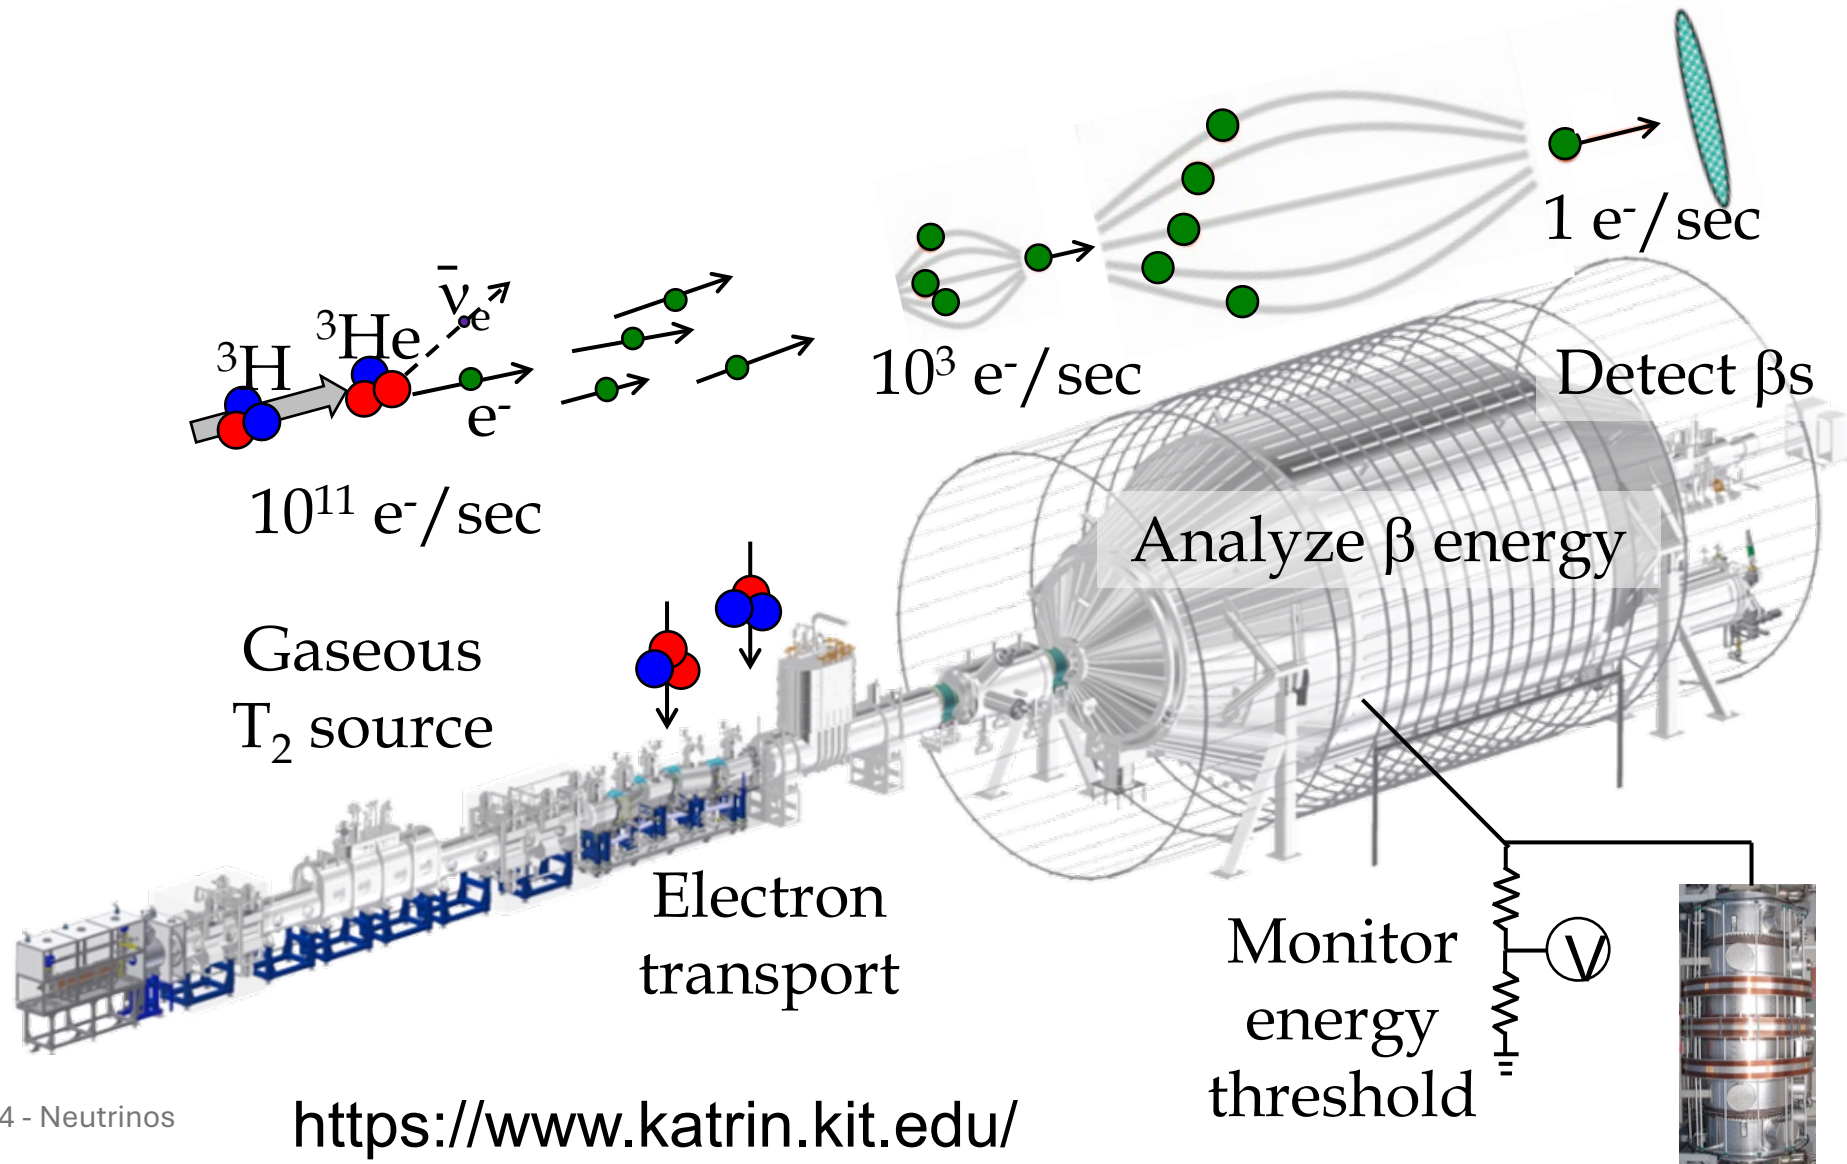 1 e⁻/sec
ν̄ₑ
³He
³H
e⁻
10³ e⁻/sec
Detect βs
10¹¹ e⁻/sec
Analyze β energy
Gaseous
T₂ source
Electron
transport
Monitor
energy
threshold
V
4 - Neutrinos
https://www.katrin.kit.edu/